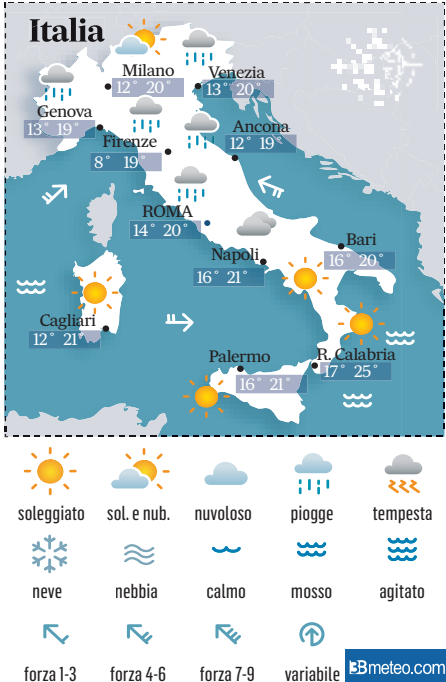 Italia
Milano
12° 20°
Venezia
13° 20°
Genova
13° 19°
Firenze
8° 19°
Ancona
12° 19°
ROMA
14° 20°
Napoli
16° 21°
Bari
16° 20°
Cagliari
12° 21°
Palermo
16° 21°
R. Calabria
17° 25°
soleggiato sol. e nub. nuvoloso piogge tempesta
neve nebbia calmo mosso agitato
forza 1-3 forza 4-6 forza 7-9 variabile
3Bmeteo.com